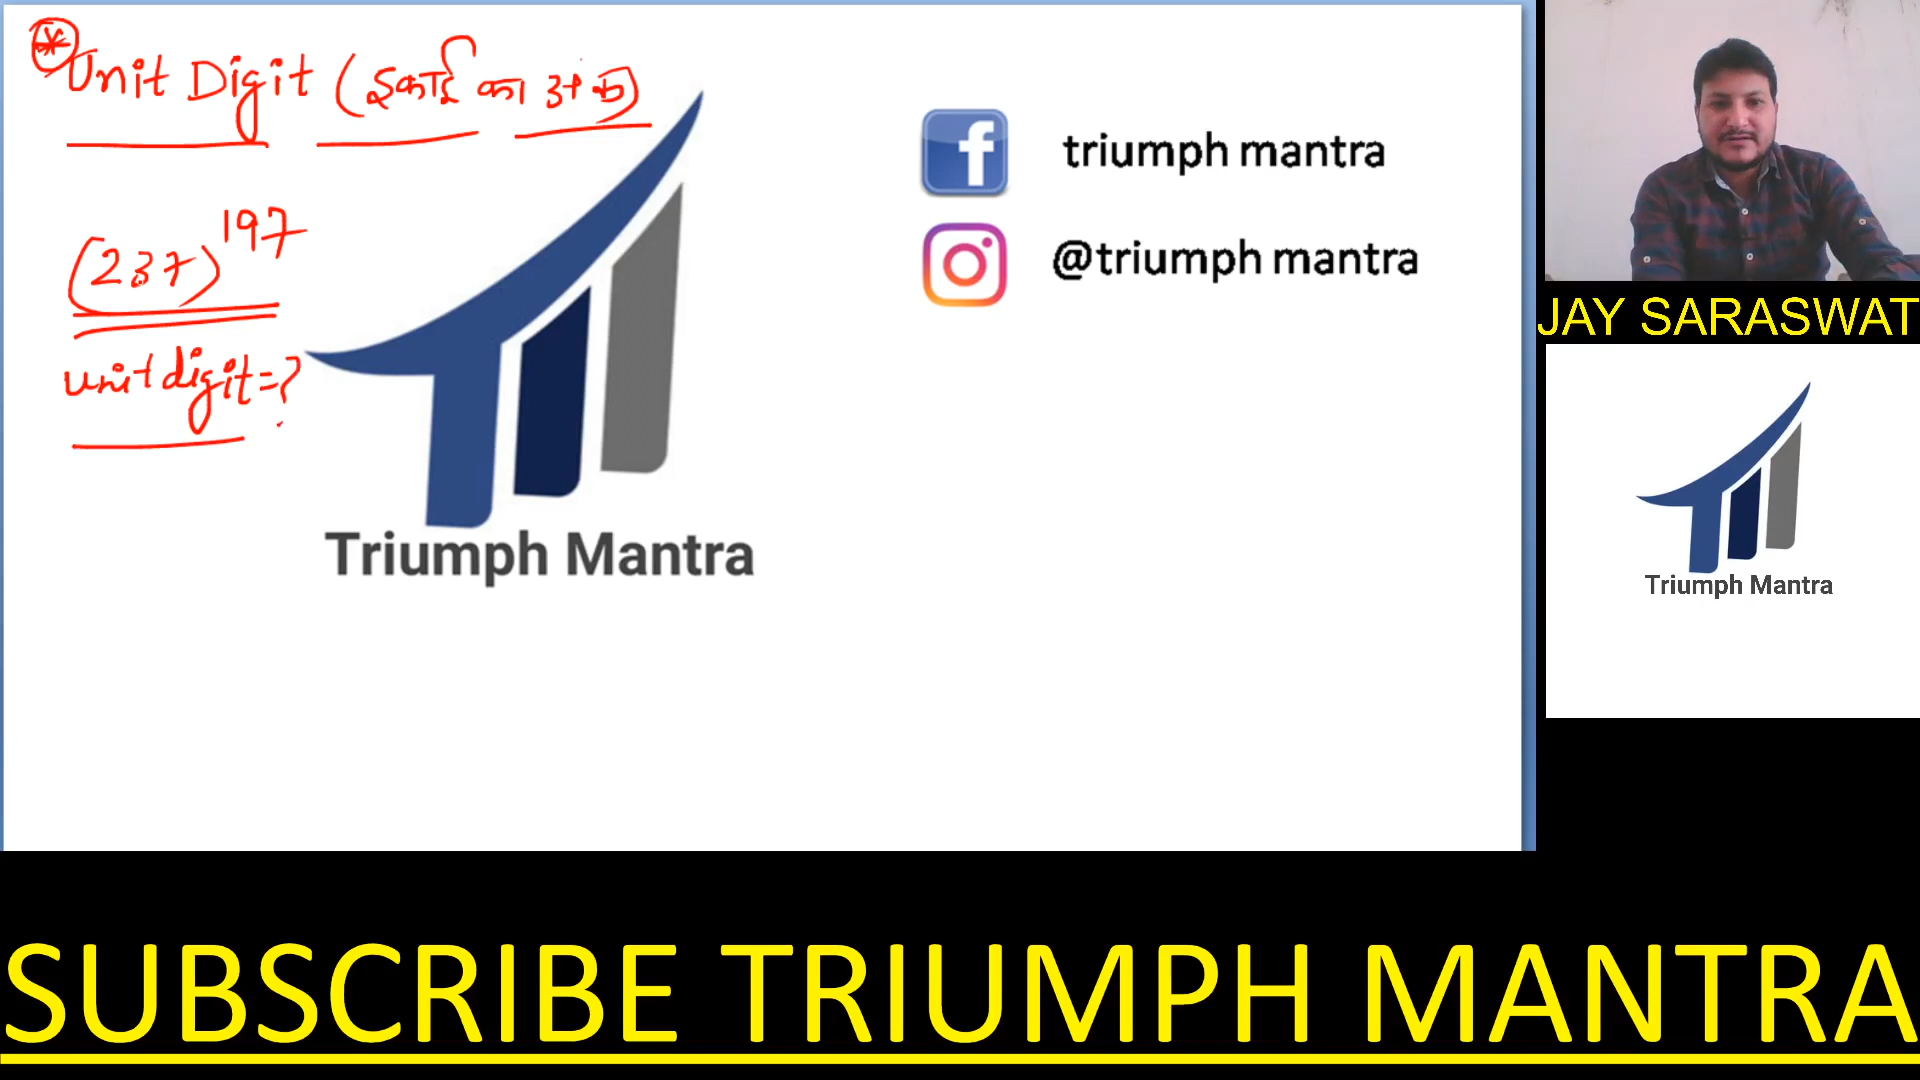 Unit Digit (इकाई का अंक)
(237)^197
unit digit = ?
triumph mantra
@triumph mantra
Triumph Mantra
JAY SARASWAT
Triumph Mantra
SUBSCRIBE TRIUMPH MANTRA